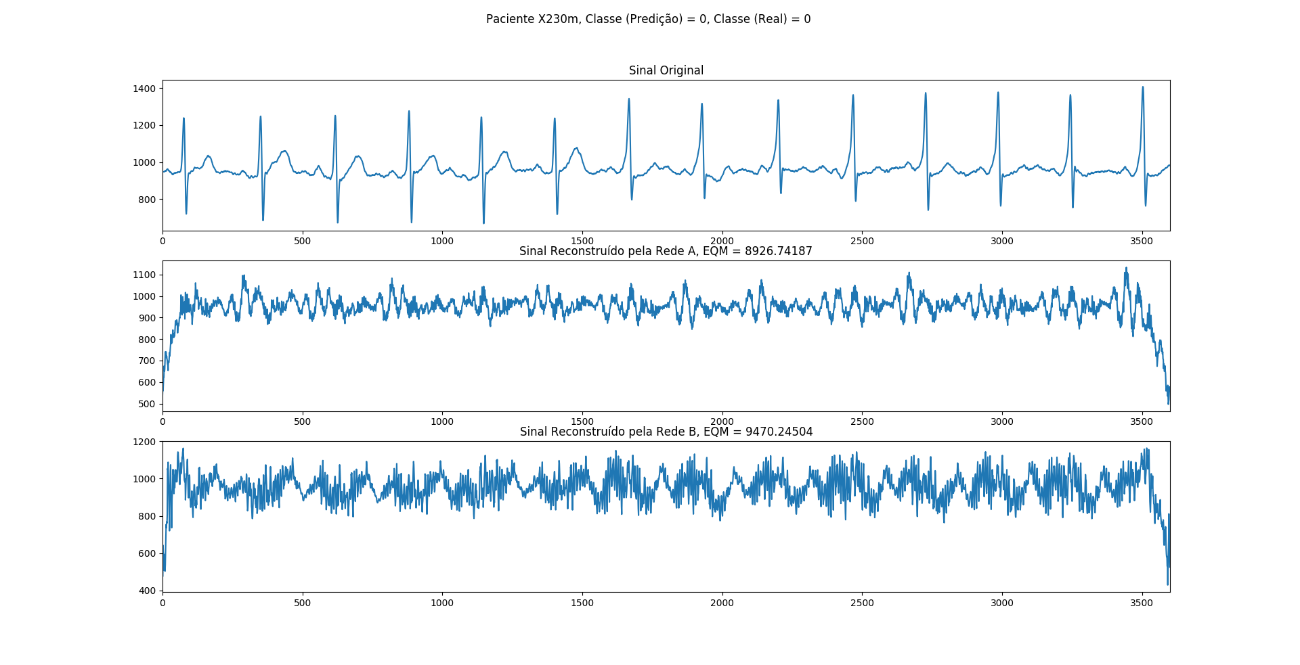 Paciente X230m, Classe (Predição) = 0, Classe (Real) = 0
Sinal Original
1400
1200
1000
800
0 500 1000 1500 2000 2500 3000 3500
Sinal Reconstruído pela Rede A, EQM = 8926.74187
1100
1000
900
800
700
600
500
0 500 1000 1500 2000 2500 3000 3500
Sinal Reconstruído pela Rede B, EQM = 9470.24504
1200
1000
800
600
400
0 500 1000 1500 2000 2500 3000 3500